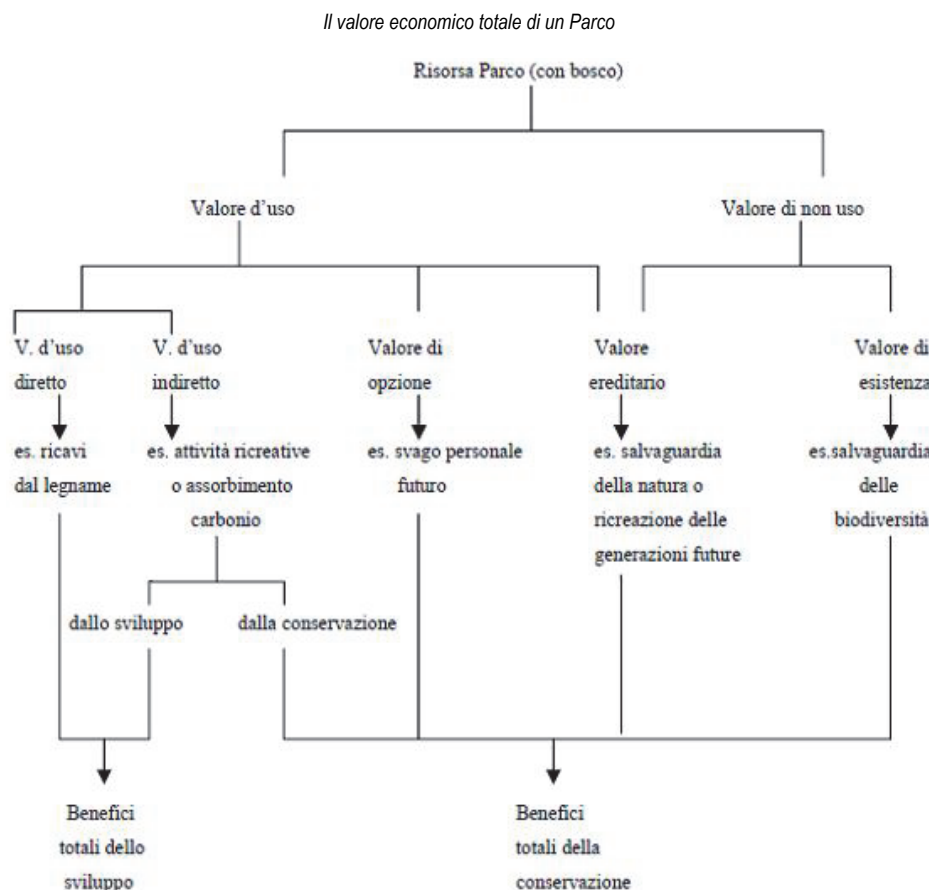 Il valore economico totale di un Parco
Risorsa Parco (con bosco)
Valore d’uso
Valore di non uso
V. d’uso
diretto
V. d’uso
indiretto
Valore di
opzione
Valore
ereditario
Valore di
esistenza
es. ricavi
dal legname
es. attività ricreative
o assorbimento
carbonio
es. svago personale
futuro
es. salvaguardia
della natura o
ricreazione delle
generazioni future
es.salvaguardia
delle
biodiversità
dallo sviluppo
dalla conservazione
Benefici
totali dello
sviluppo
Benefici
totali della
conservazione